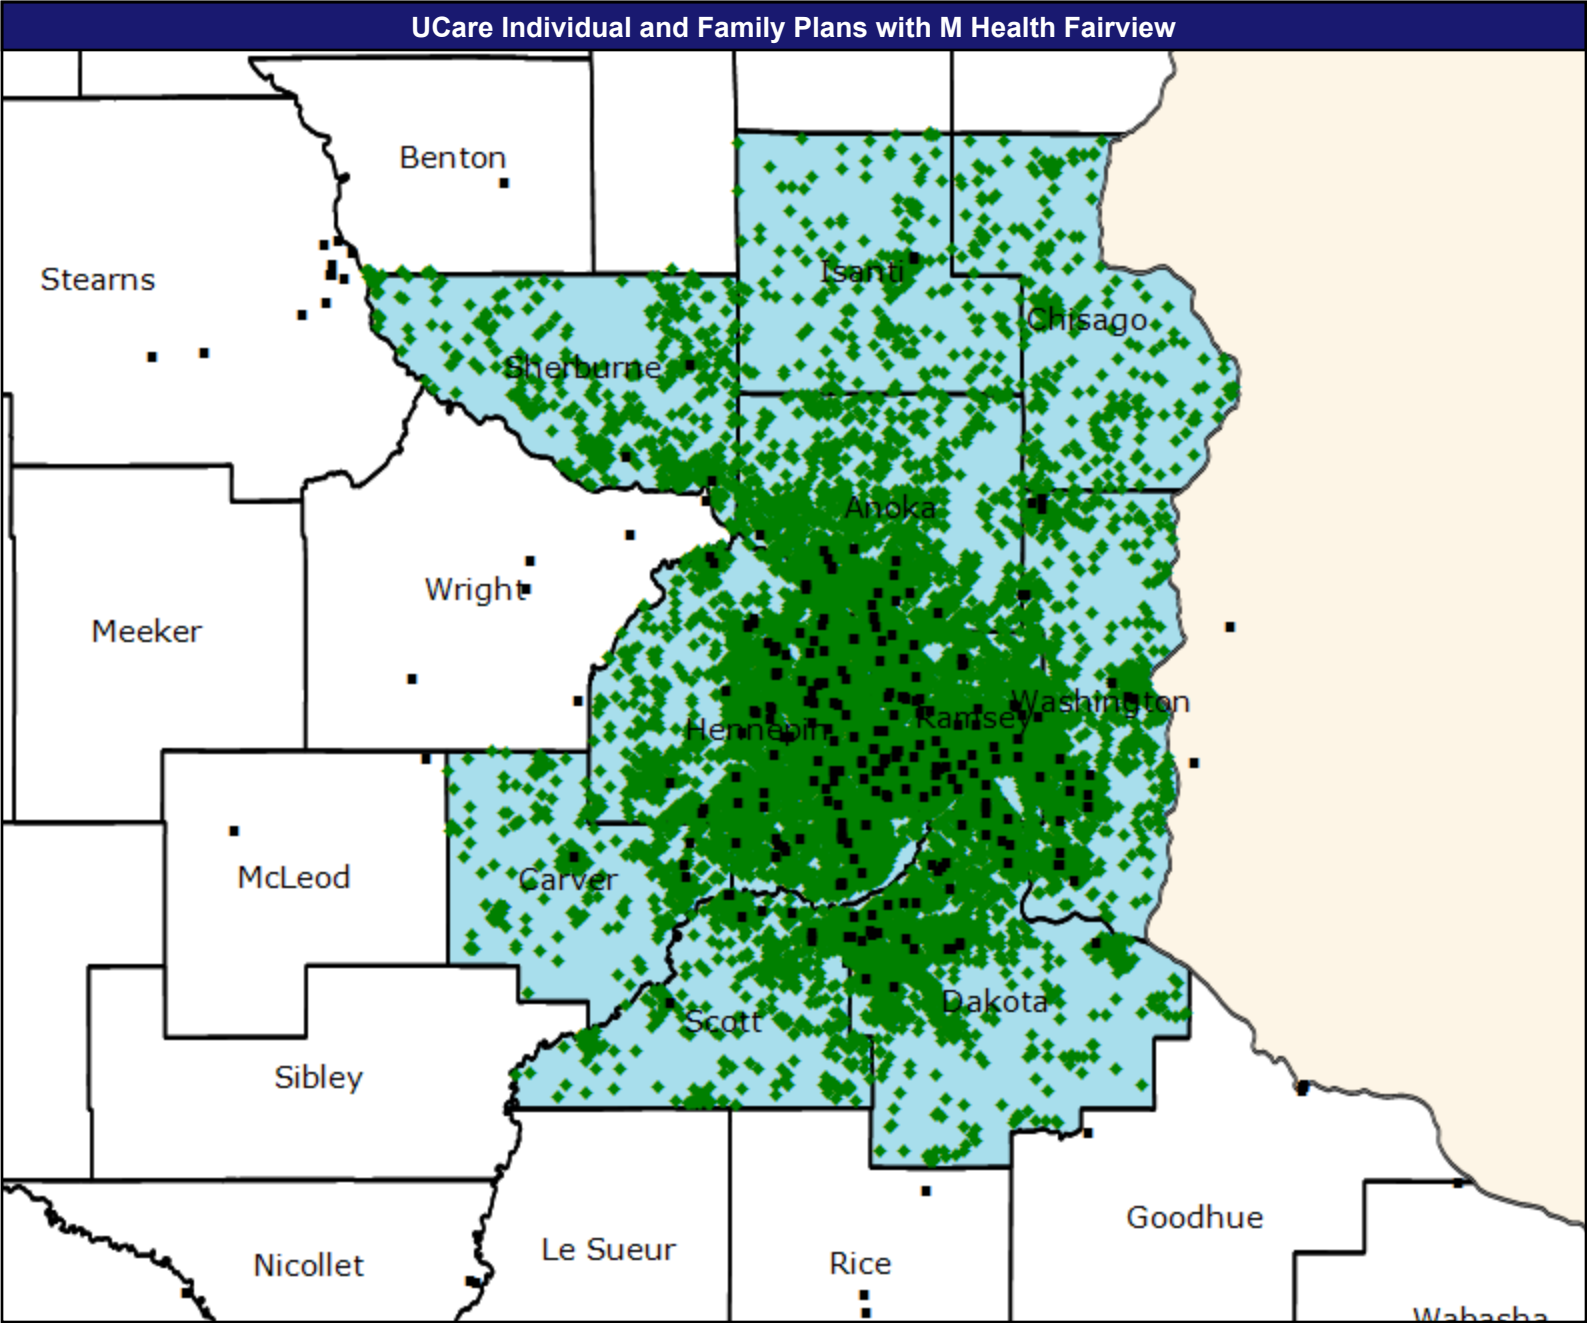 UCare Individual and Family Plans with M Health Fairview
Benton
Stearns
Isanti
Chisago
Sherburne
Anoka
Wright
Meeker
Washington
Ramsey
Hennepin
McLeod
Carver
Dakota
Scott
Sibley
Goodhue
Le Sueur
Nicollet
Rice
Wabasha